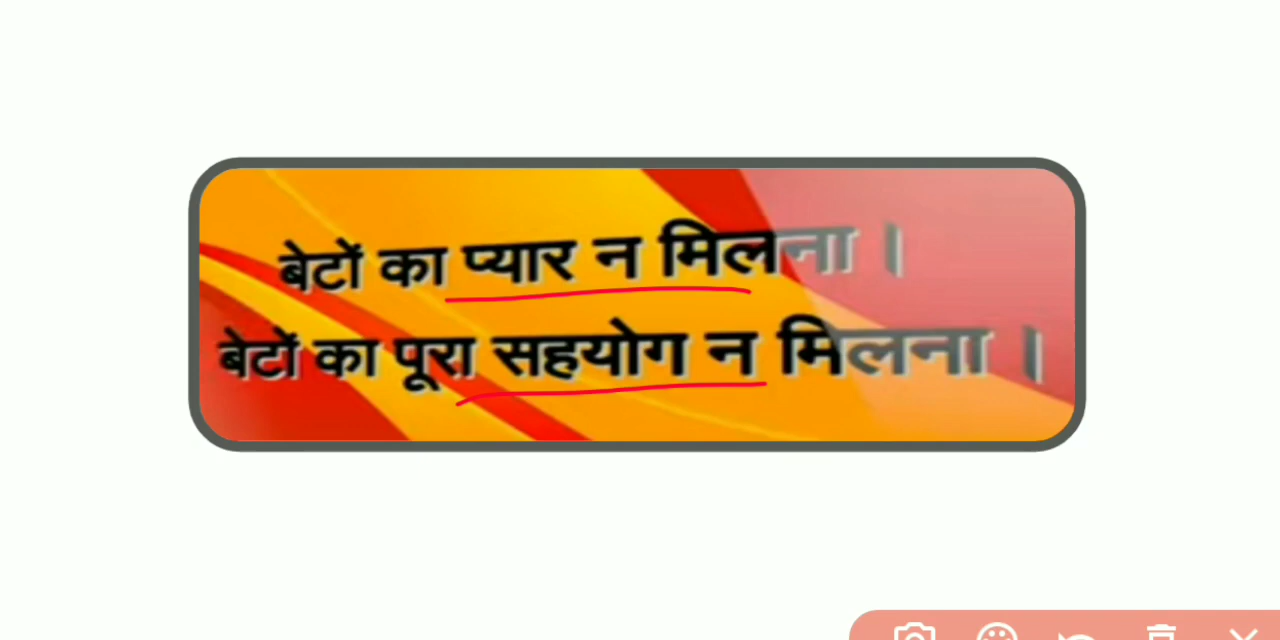 बेटों का प्यार न मिलना ।
बेटों का पूरा सहयोग न मिलना ।